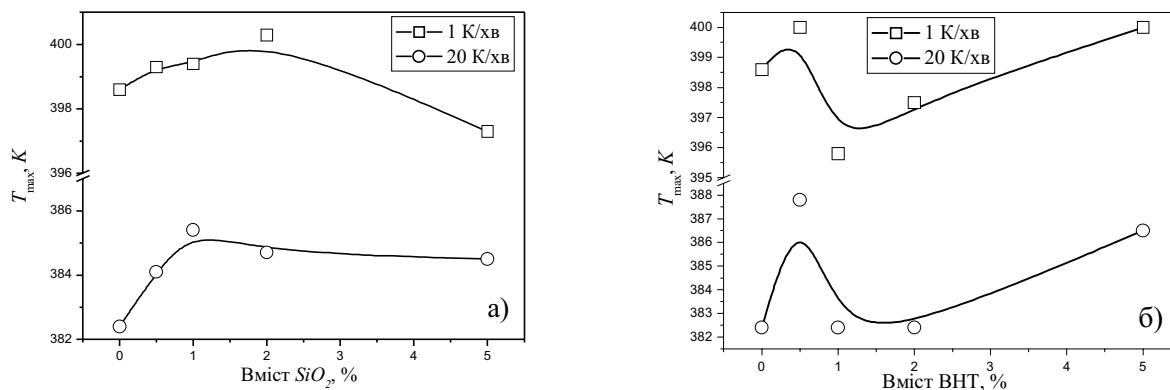 400
398
396
386
384
382
T_max, K
0 1 2 3 4 5
Вміст SiO₂, %
1 К/хв
20 К/хв
а)
400
399
398
397
396
395
388
387
386
385
384
383
382
T_max, K
0 1 2 3 4 5
Вміст ВНТ, %
1 К/хв
20 К/хв
б)